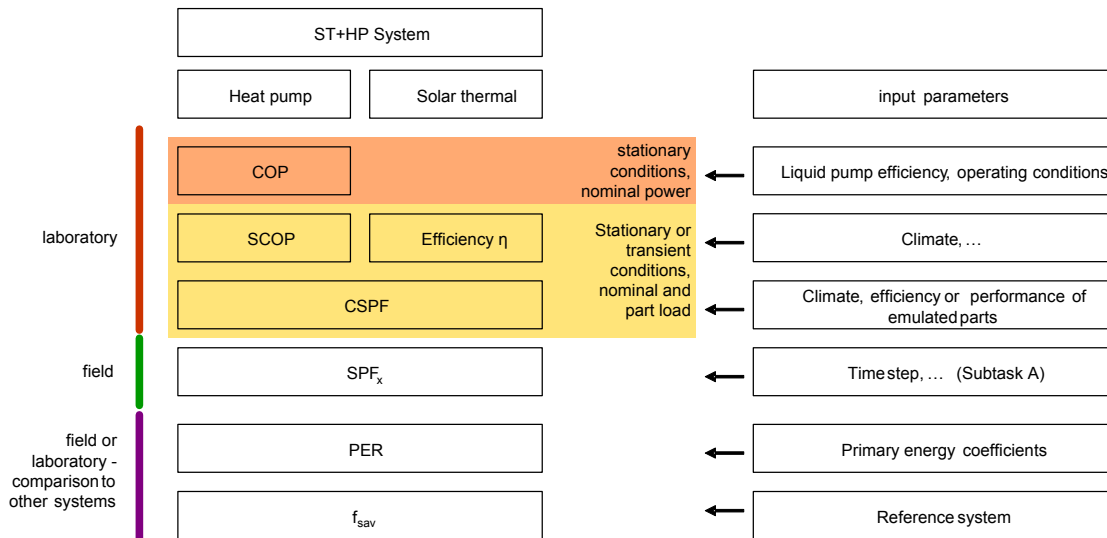 ST+HP System
Heat pump
Solar thermal
input parameters
laboratory
COP
stationary
conditions,
nominal power
Liquid pump efficiency, operating conditions
SCOP
Efficiency η
Stationary or
transient
conditions,
nominal and
part load
Climate, …
CSPF
Climate, efficiency or performance of
emulated parts
field
SPFx
Time step, … (Subtask A)
field or
laboratory -
comparison to
other systems
PER
Primary energy coefficients
fsav
Reference system